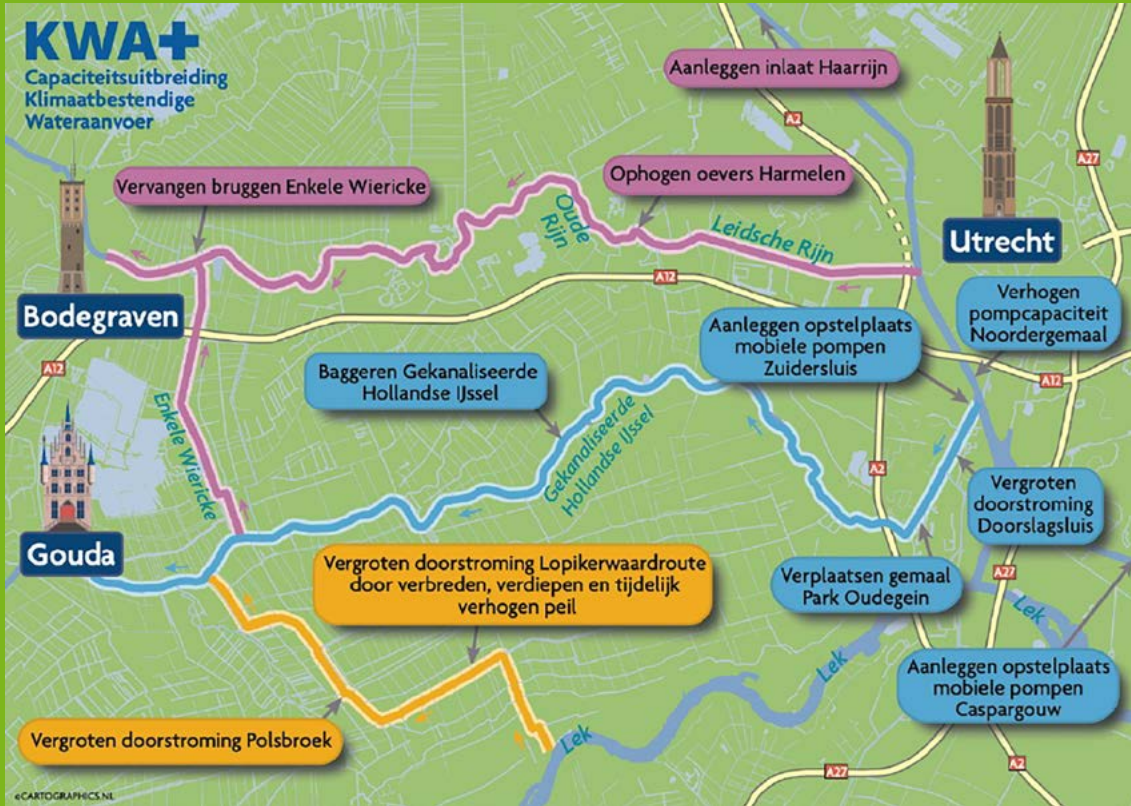 KWA+
Capaciteitsuitbreiding
Klimaatbestendige
Wateraanvoer
Aanleggen inlaat Haarrijn
A2
A27
Vervangen bruggen Enkele Wiericke
Ophogen oevers Harmelen
Oude
Rijn
Leidsche Rijn
Utrecht
Bodegraven
A12
Verhogen
pompcapaciteit
Noordergemaal
Aanleggen opstelplaats
mobiele pompen
Zuidersluis
Baggeren Gekanaliseerde
Hollandse IJssel
A12
A12
Enkele Wiericke
Gekanaliseerde
Hollandse IJssel
A2
Vergroten
doorstroming
Doorslagsluis
Gouda
Vergroten doorstroming Lopikerwaardroute
door verbreden, verdiepen en tijdelijk
verhogen peil
Verplaatsen gemaal
Park Oudegein
A27
Lek
Lek
Aanleggen opstelplaats
mobiele pompen
Caspargouw
Vergroten doorstroming Polsbroek
Lek
A27
A2
©CARTOGRAPHICS.NL